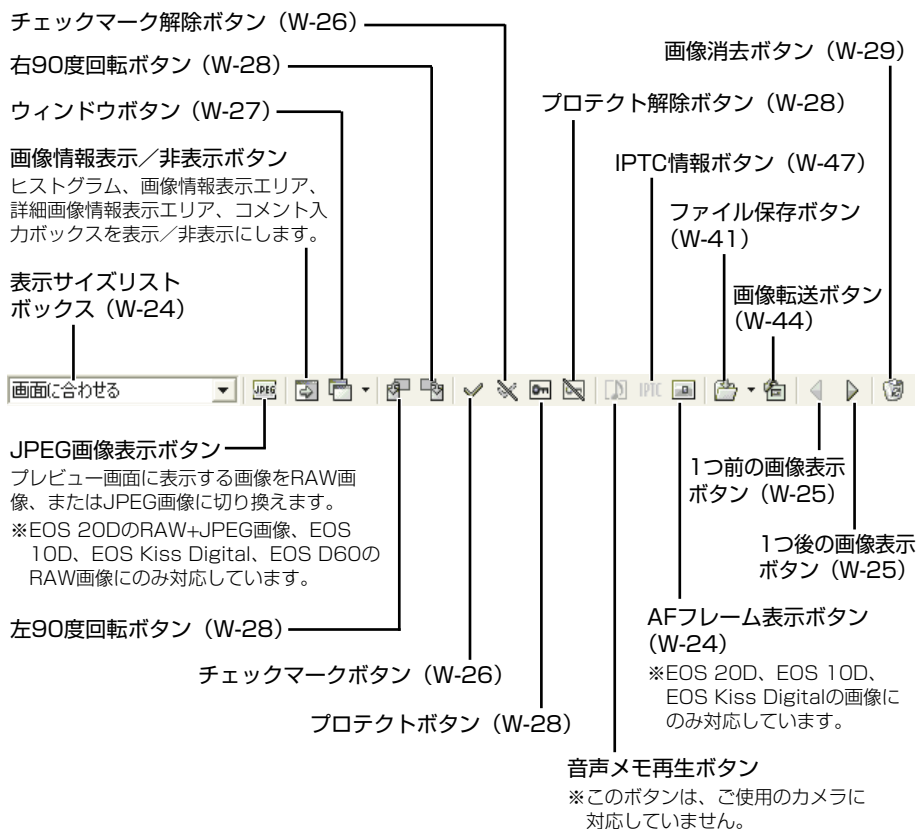 チェックマーク解除ボタン（W-26）
右90度回転ボタン（W-28）
ウィンドウボタン（W-27）
画像情報表示／非表示ボタン
ヒストグラム、画像情報表示エリア、
詳細画像情報表示エリア、コメント入
力ボックスを表示／非表示にします。
表示サイズリスト
ボックス（W-24）
画像消去ボタン（W-29）
プロテクト解除ボタン（W-28）
IPTC情報ボタン（W-47）
ファイル保存ボタン
（W-41）
画像転送ボタン
（W-44）
画面に合わせる
JPEG
IPTC
JPEG画像表示ボタン
プレビュー画面に表示する画像をRAW画
像、またはJPEG画像に切り換えます。
※EOS 20DのRAW+JPEG画像、EOS
10D、EOS Kiss Digital、EOS D60の
RAW画像にのみ対応しています。
左90度回転ボタン（W-28）
チェックマークボタン（W-26）
プロテクトボタン（W-28）
1つ前の画像表示
ボタン（W-25）
1つ後の画像表示
ボタン（W-25）
AFフレーム表示ボタン
（W-24）
※EOS 20D、EOS 10D、
EOS Kiss Digitalの画像に
のみ対応しています。
音声メモ再生ボタン
※このボタンは、ご使用のカメラに
対応していません。